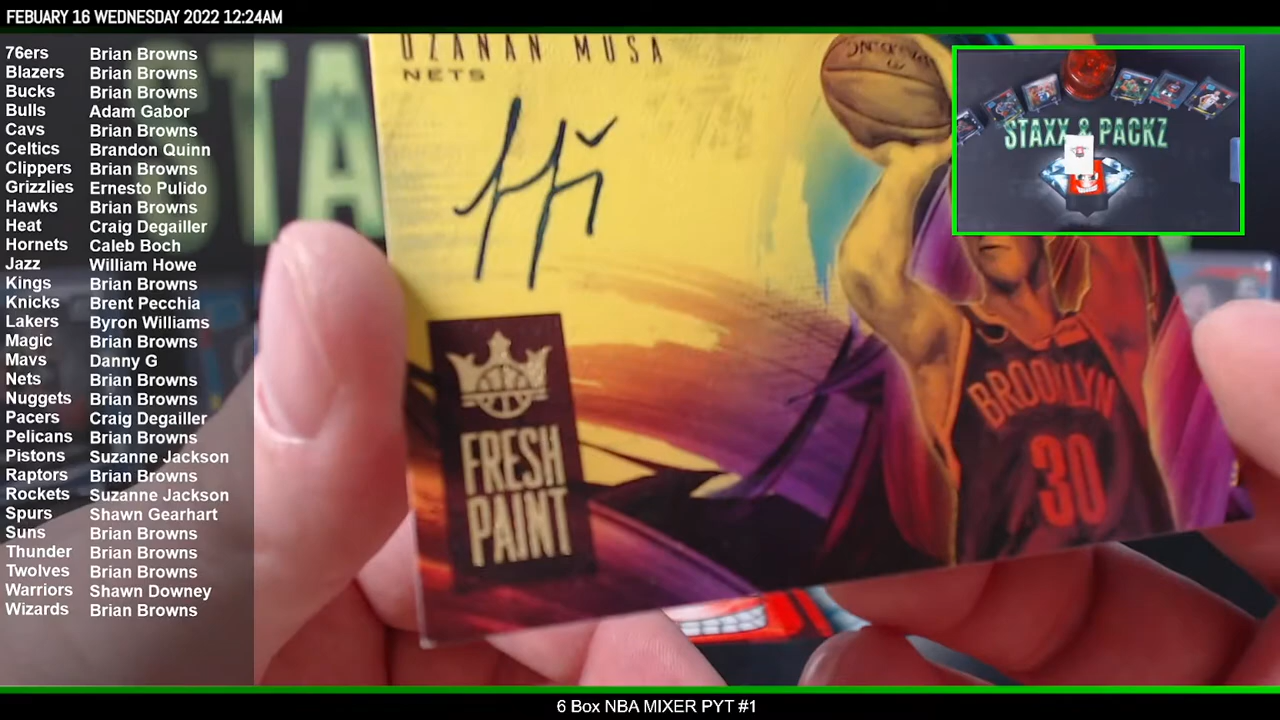 FEBUARY 16 WEDNESDAY 2022 12:24AM
76ers Brian Browns
Blazers Brian Browns
Bucks Brian Browns
Bulls Adam Gabor
Cavs Brian Browns
Celtics Brandon Quinn
Clippers Brian Browns
Grizzlies Ernesto Pulido
Hawks Brian Browns
Heat Craig Degailler
Hornets Caleb Boch
Jazz William Howe
Kings Brian Browns
Knicks Brent Pecchia
Lakers Byron Williams
Magic Brian Browns
Mavs Danny G
Nets Brian Browns
Nuggets Brian Browns
Pacers Craig Degailler
Pelicans Brian Browns
Pistons Suzanne Jackson
Raptors Brian Browns
Rockets Suzanne Jackson
Spurs Shawn Gearhart
Suns Brian Browns
Thunder Brian Browns
Twolves Brian Browns
Warriors Shawn Downey
Wizards Brian Browns
STA
DZANAN MUSA
NETS
FRESH
PAINT
BROOKLYN
30
STAXX & PACKZ
6 Box NBA MIXER PYT #1